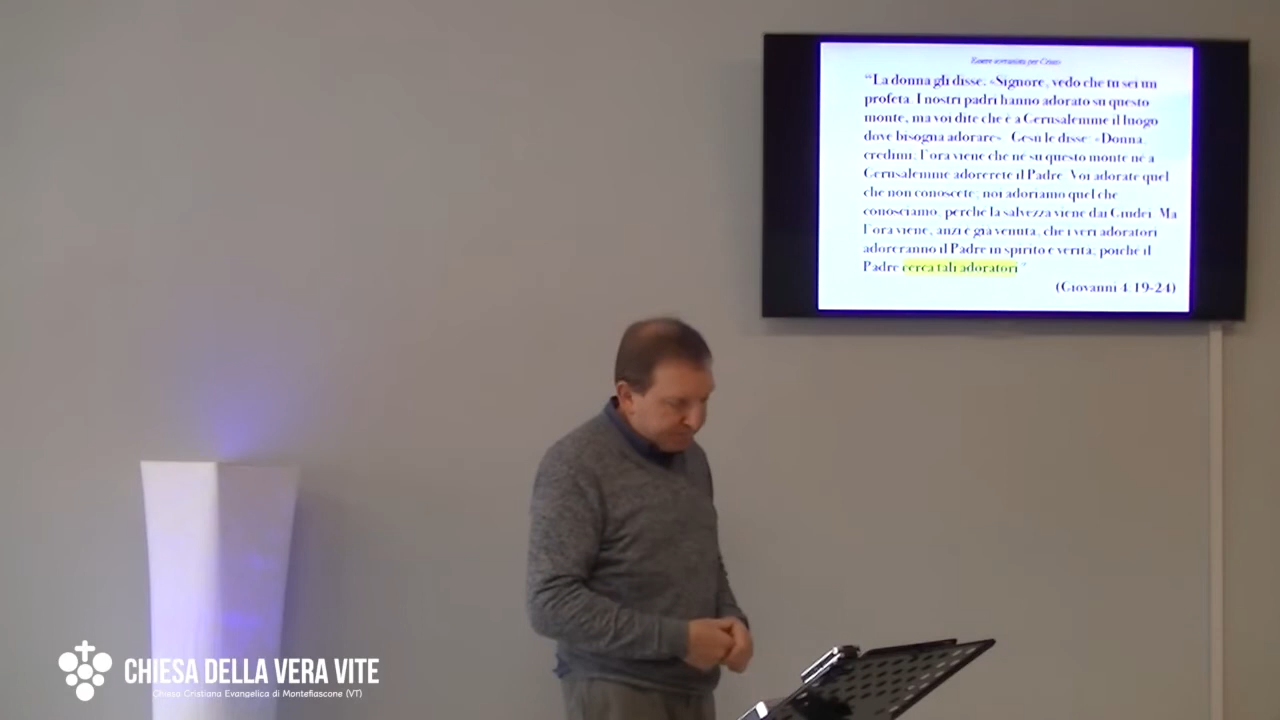 Essere sovranista per Cristo
“La donna gli disse: «Signore, vedo che tu sei un
profeta. I nostri padri hanno adorato su questo
monte, ma voi dite che è a Gerusalemme il luogo
dove bisogna adorare». Gesù le disse: «Donna,
credimi; l'ora viene che né su questo monte né a
Gerusalemme adorerete il Padre. Voi adorate quel
che non conoscete; noi adoriamo quel che
conosciamo, perché la salvezza viene dai Giudei. Ma
l'ora viene, anzi è già venuta, che i veri adoratori
adoreranno il Padre in spirito e verità; poiché il
Padre cerca tali adoratori.”
(Giovanni 4:19-24)
CHIESA DELLA VERA VITE
Chiesa Cristiana Evangelica di Montefiascone (VT)